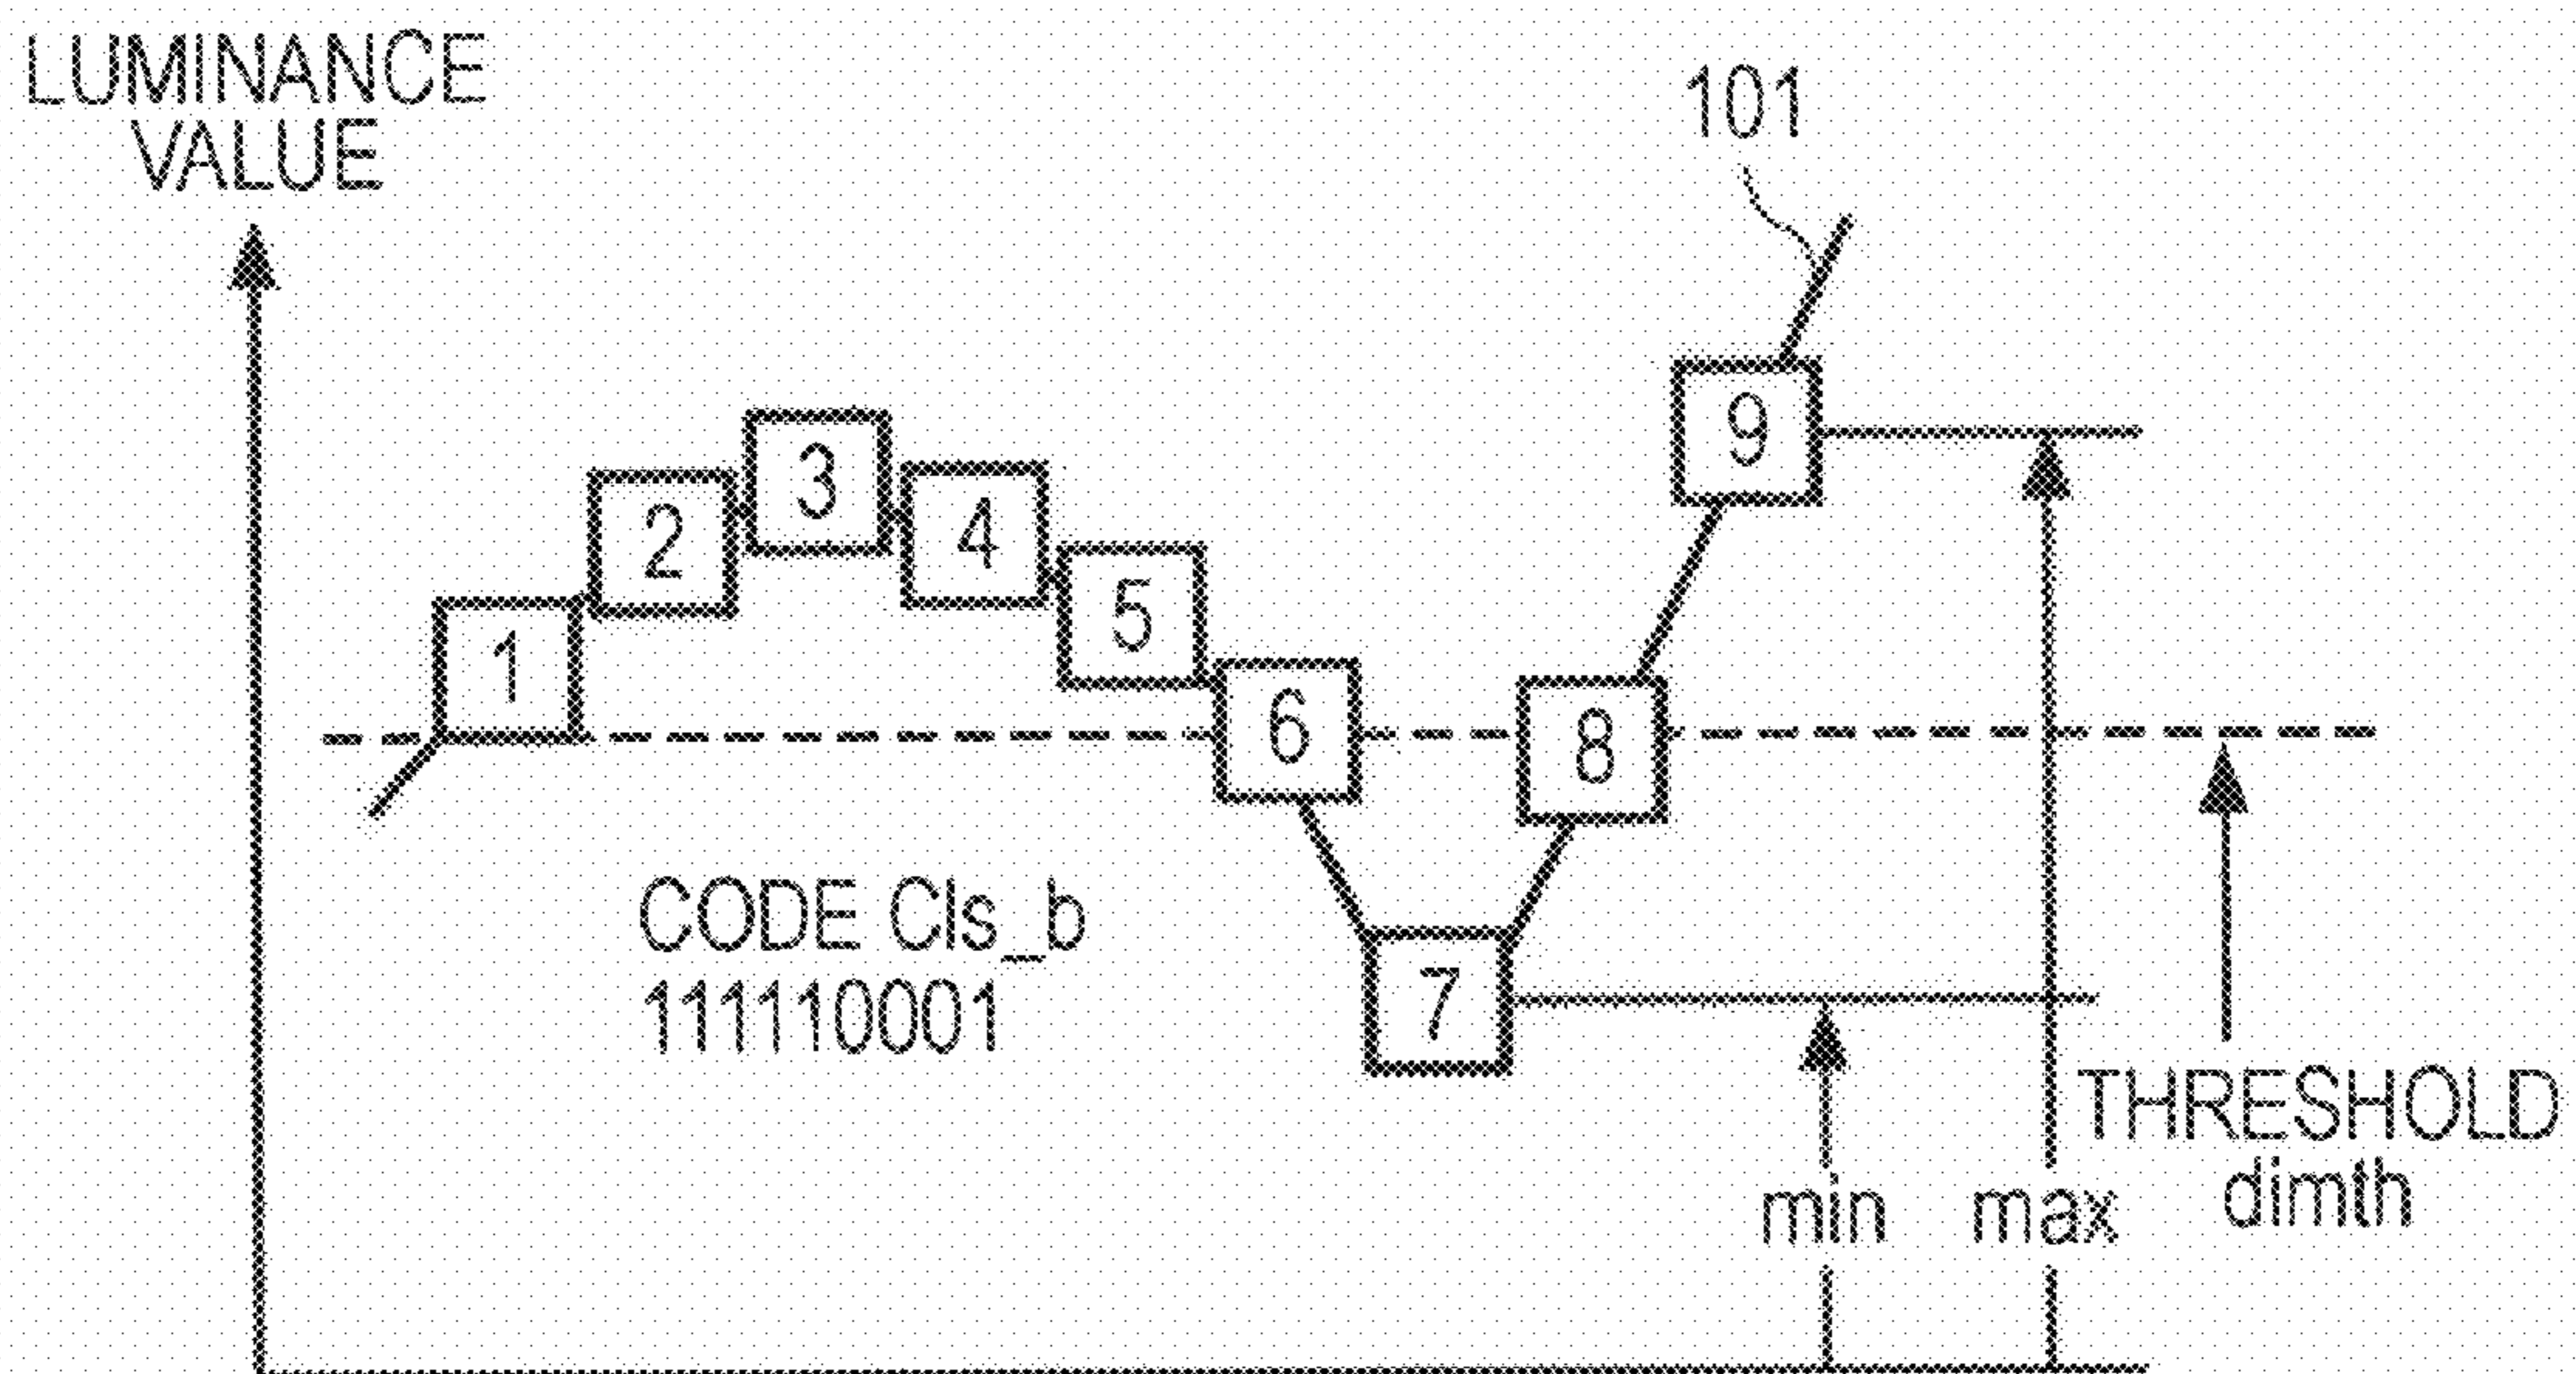 LUMINANCE
VALUE
101
1
2
3
4
5
6
7
8
9
CODE Cls_b
111110001
THRESHOLD
dimth
min
max